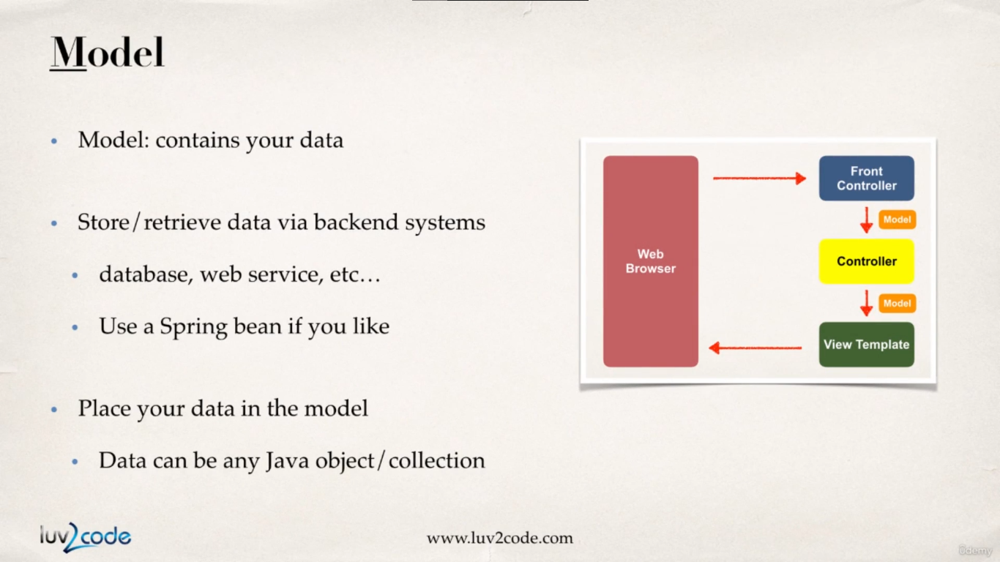 Model
Model: contains your data
Store/retrieve data via backend systems
database, web service, etc…
Use a Spring bean if you like
Place your data in the model
Data can be any Java object/collection
Web
Browser
Front
Controller
Model
Controller
Model
View Template
luv2code
www.luv2code.com
ûdemy